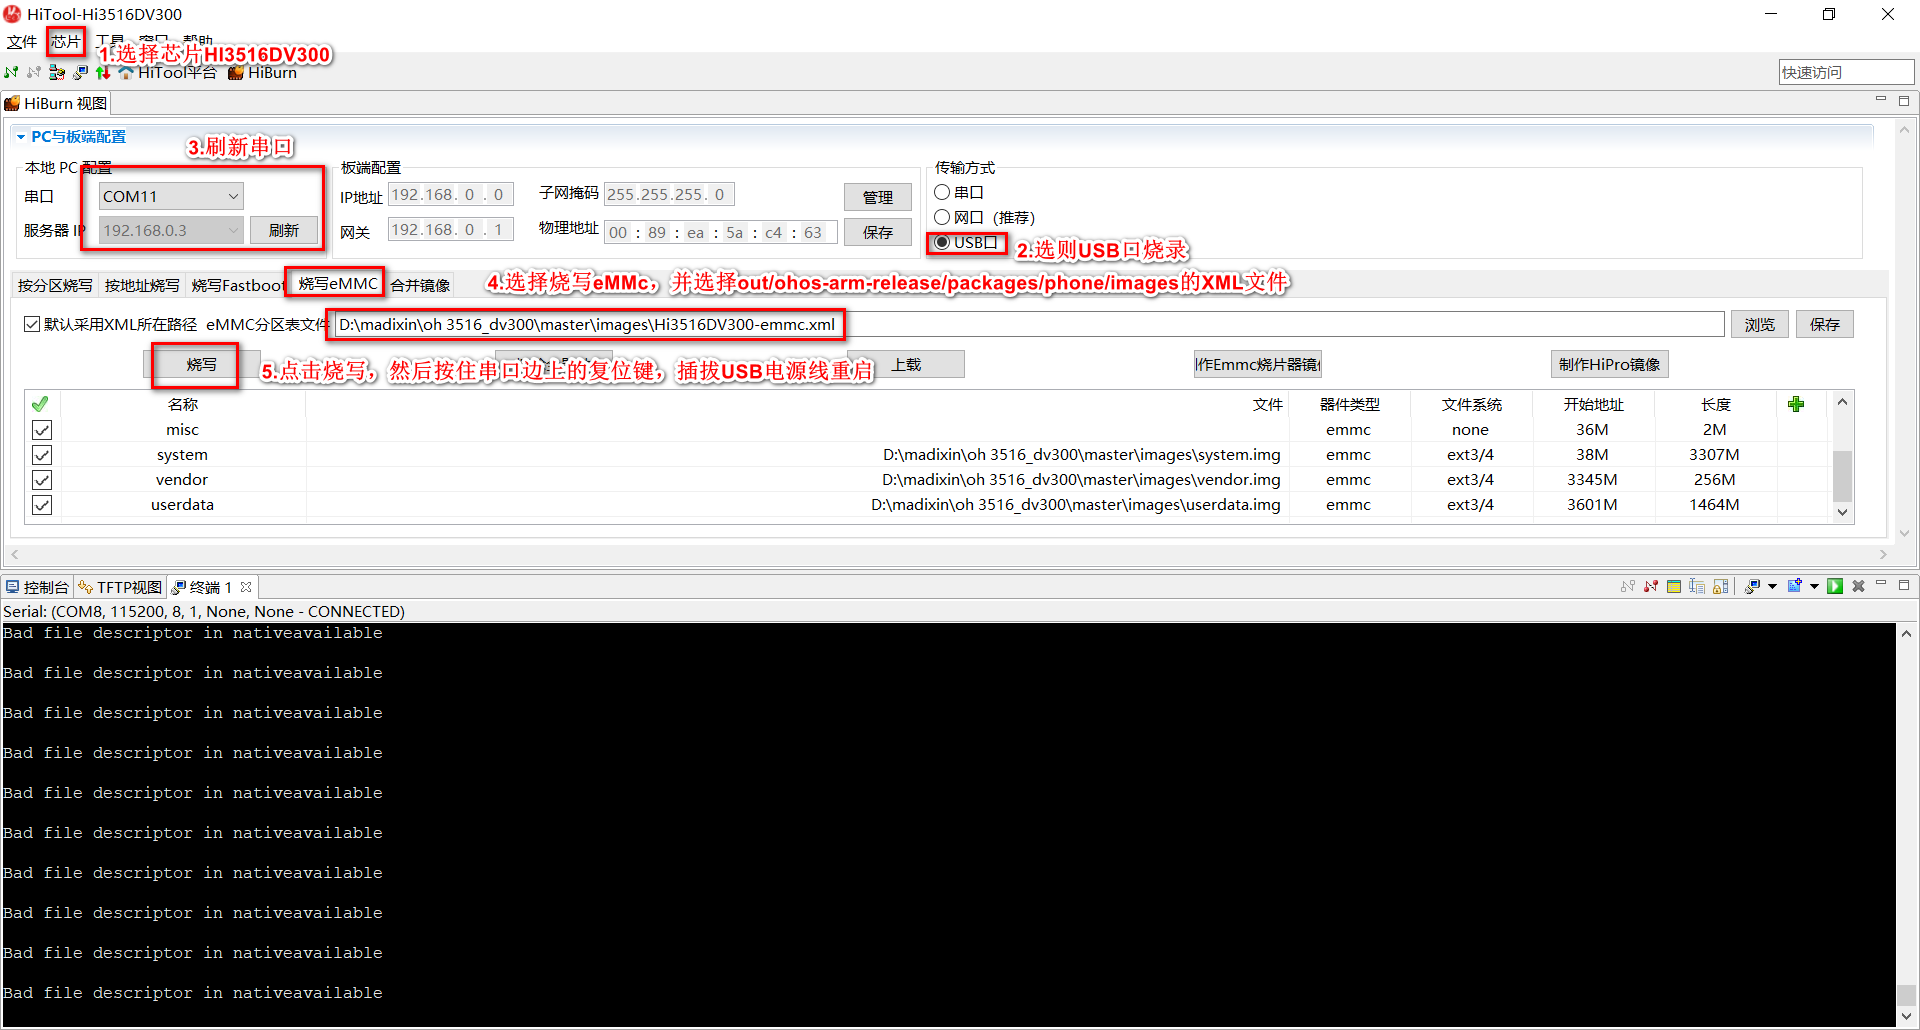 HiTool-Hi3516DV300
文件 芯片 工具 窗口 帮助
1.选择芯片HI3516DV300
HiTool平台 HiBurn
快速访问
HiBurn 视图
PC与板端配置
3.刷新串口
本地 PC 配置 板端配置 传输方式
串口 COM11 IP地址 192.168. 0 . 0 子网掩码 255.255.255. 0 管理 串口
网口（推荐）
服务器 IP 192.168.0.3 刷新 网关 192.168. 0 . 1 物理地址 00 : 89 : ea : 5a : c4 : 63 保存 USB口
2.选则USB口烧录
按分区烧写 按地址烧写 烧写Fastboot 烧写eMMC 合并镜像
4.选择烧写eMMc，并选择out/ohos-arm-release/packages/phone/images的XML文件
默认采用XML所在路径 eMMC分区表文件 D:\madixin\oh 3516_dv300\master\images\Hi3516DV300-emmc.xml 浏览 保存
烧写 上载 作Emmc烧片器镜 制作HiPro镜像
5.点击烧写，然后按住串口边上的复位键，插拔USB电源线重启
名称 文件 器件类型 文件系统 开始地址 长度
misc emmc none 36M 2M
system D:\madixin\oh 3516_dv300\master\images\system.img emmc ext3/4 38M 3307M
vendor D:\madixin\oh 3516_dv300\master\images\vendor.img emmc ext3/4 3345M 256M
userdata D:\madixin\oh 3516_dv300\master\images\userdata.img emmc ext3/4 3601M 1464M
控制台 TFTP视图 终端 1
Serial: (COM8, 115200, 8, 1, None, None - CONNECTED)
Bad file descriptor in nativeavailable
Bad file descriptor in nativeavailable
Bad file descriptor in nativeavailable
Bad file descriptor in nativeavailable
Bad file descriptor in nativeavailable
Bad file descriptor in nativeavailable
Bad file descriptor in nativeavailable
Bad file descriptor in nativeavailable
Bad file descriptor in nativeavailable
Bad file descriptor in nativeavailable